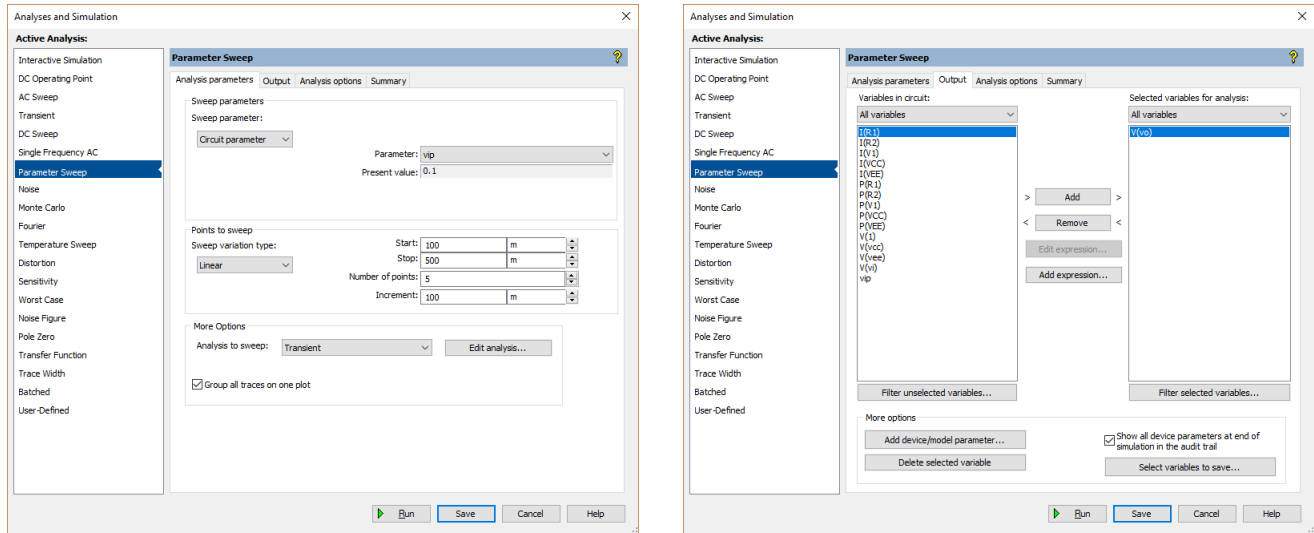 Analyses and Simulation
Active Analysis:
Interactive Simulation
DC Operating Point
AC Sweep
Transient
DC Sweep
Single Frequency AC
Parameter Sweep
Noise
Monte Carlo
Fourier
Temperature Sweep
Distortion
Sensitivity
Worst Case
Noise Figure
Pole Zero
Transfer Function
Trace Width
Batched
User-Defined
Parameter Sweep
Analysis parameters Output Analysis options Summary
Sweep parameters
Sweep parameter:
Circuit parameter
Parameter: vip
Present value: 0.1
Points to sweep
Sweep variation type:
Linear
Start: 100 m
Stop: 500 m
Number of points: 5
Increment: 100 m
More Options
Analysis to sweep: Transient Edit analysis...
Group all traces on one plot
Run Save Cancel Help
Analyses and Simulation
Active Analysis:
Interactive Simulation
DC Operating Point
AC Sweep
Transient
DC Sweep
Single Frequency AC
Parameter Sweep
Noise
Monte Carlo
Fourier
Temperature Sweep
Distortion
Sensitivity
Worst Case
Noise Figure
Pole Zero
Transfer Function
Trace Width
Batched
User-Defined
Parameter Sweep
Analysis parameters Output Analysis options Summary
Variables in circuit:
All variables
I(R1)
I(R2)
I(V1)
I(VCC)
I(VEE)
P(R1)
P(R2)
P(V1)
P(VCC)
P(VEE)
V(1)
V(vcc)
V(vee)
V(vi)
vip
> Add >
< Remove <
Edit expression...
Add expression...
Selected variables for analysis:
All variables
V(vo)
Filter unselected variables...
Filter selected variables...
More options
Add device/model parameter...
Delete selected variable
Show all device parameters at end of
simulation in the audit trail
Select variables to save...
Run Save Cancel Help